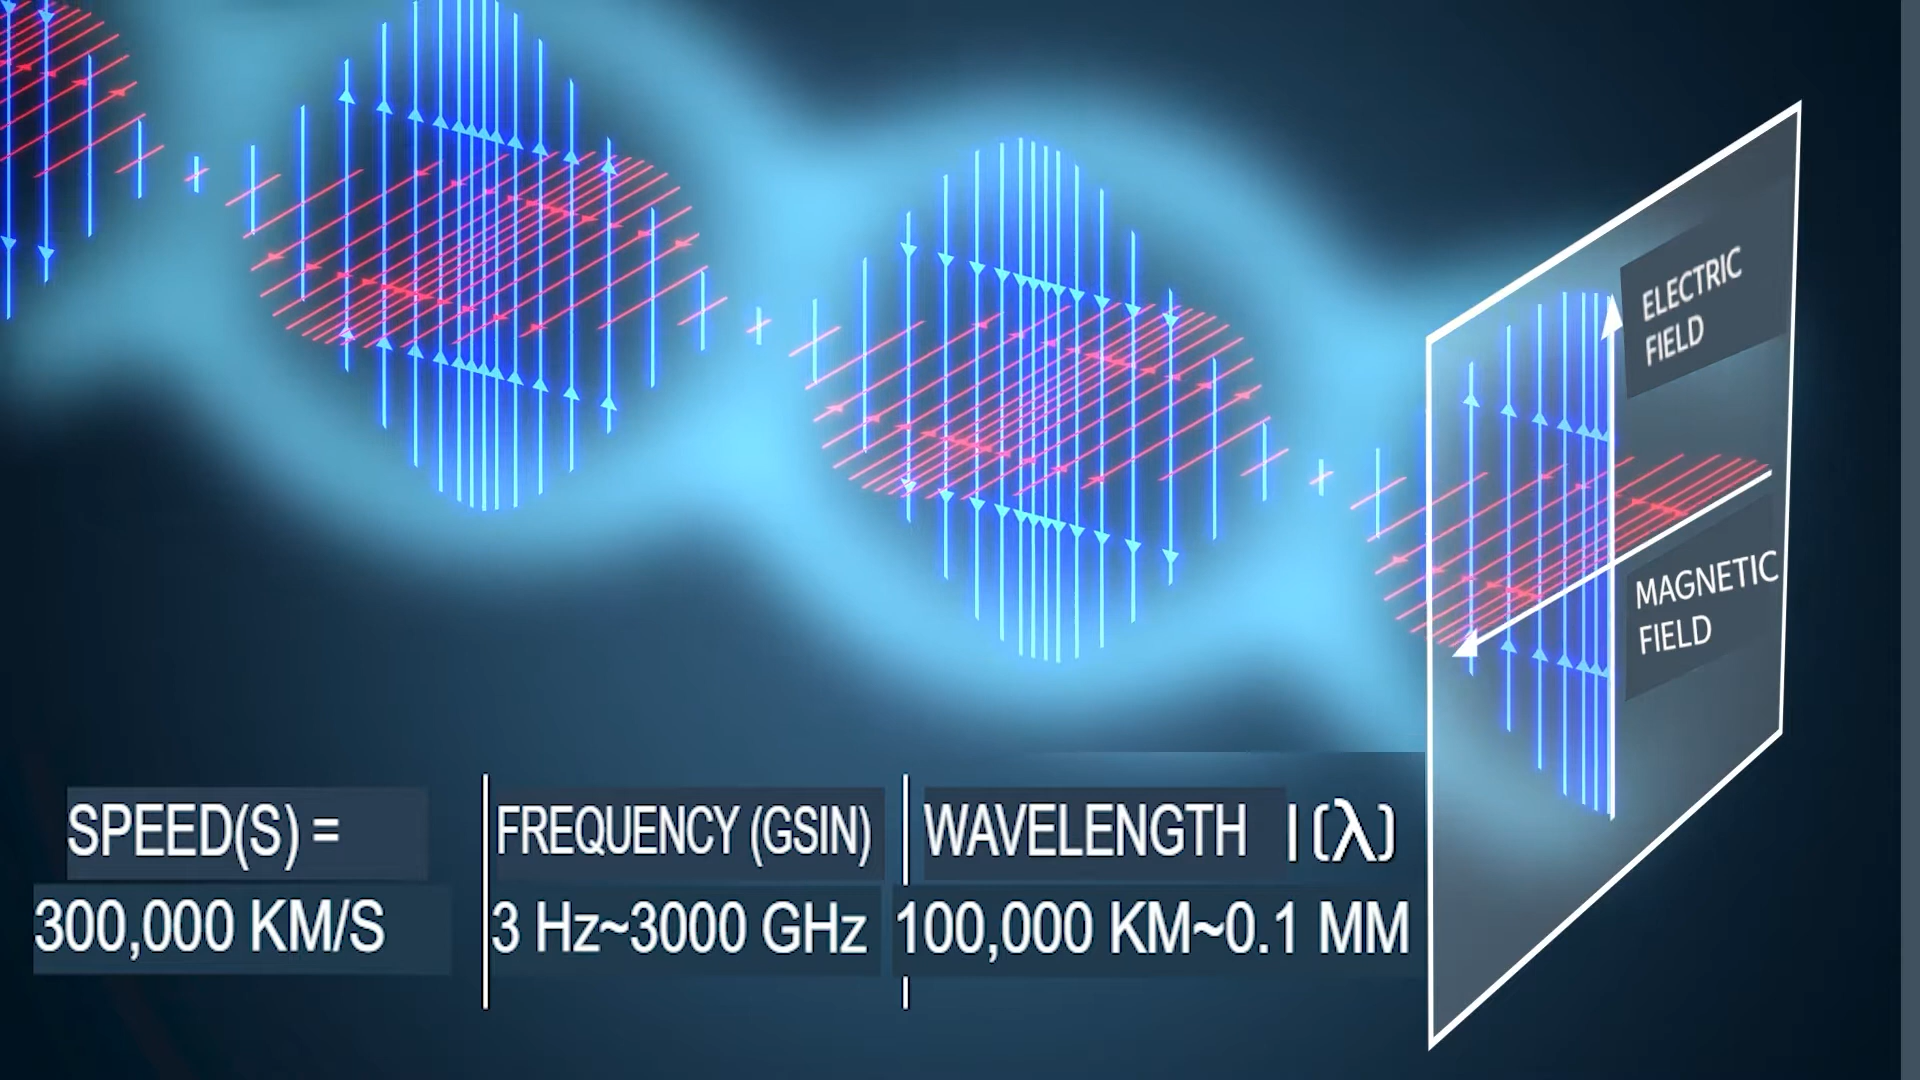 ELECTRIC
FIELD
MAGNETIC
FIELD
SPEED(S) =
300,000 KM/S
FREQUENCY (GSIN)
3 Hz~3000 GHz
WAVELENGTH | (λ)
100,000 KM~0.1 MM